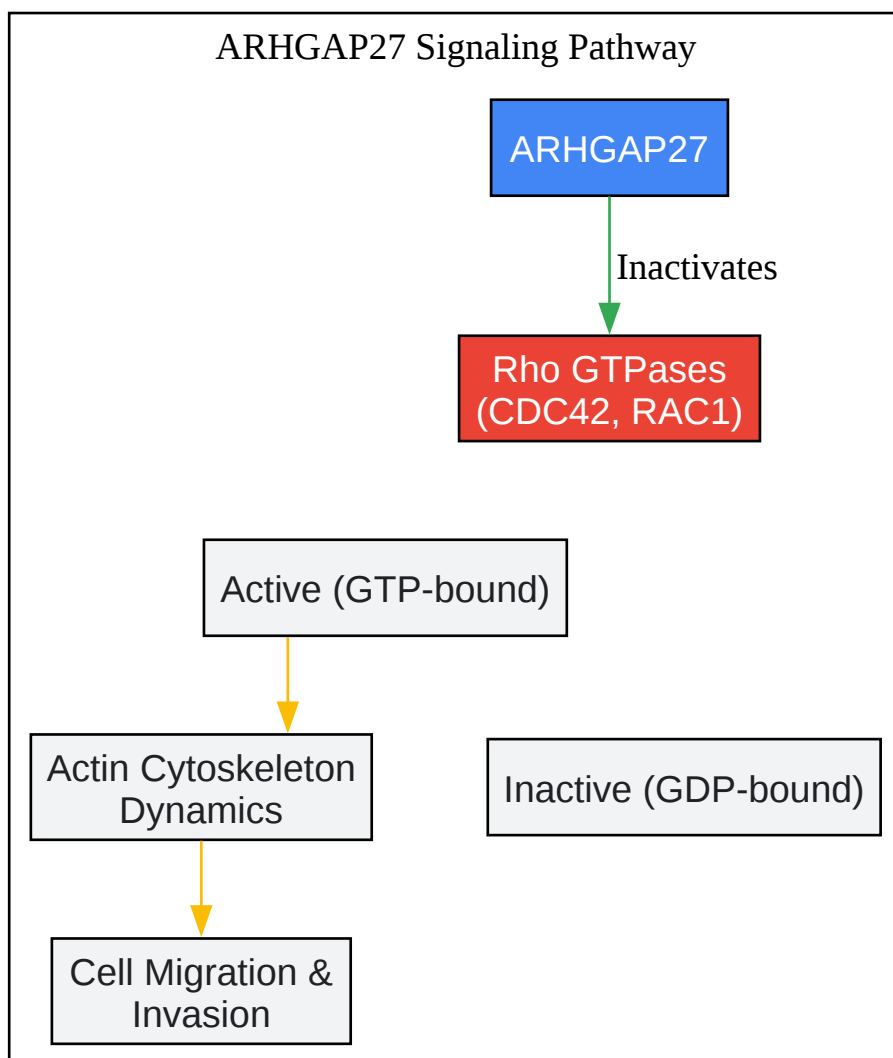 ARHGAP27 Signaling Pathway
ARHGAP27
Inactivates
Rho GTPases
(CDC42, RAC1)
Active (GTP-bound)
Actin Cytoskeleton
Dynamics
Inactive (GDP-bound)
Cell Migration &
Invasion